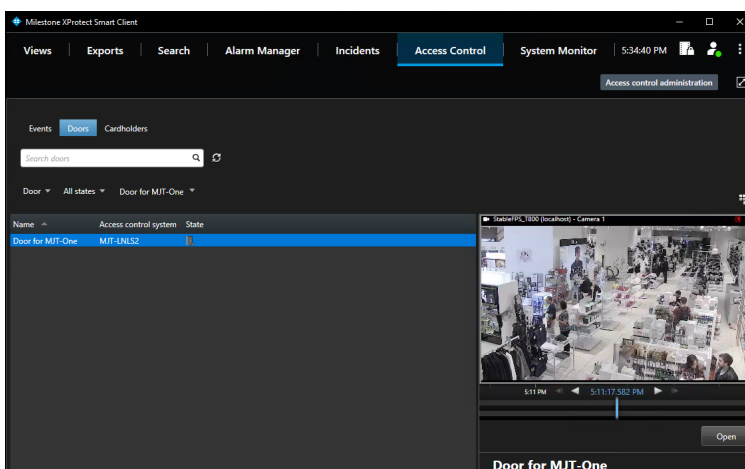 Milestone XProtect Smart Client
Views Exports Search Alarm Manager Incidents Access Control System Monitor 5:34:40 PM
Access control administration
Events Doors Cardholders
Search doors
Door All states Door for MJT-One
Name Access control system State
Door for MJT-One MJT-LNLS2
StableFPS_T800 (localhost) - Camera 1
5:11 PM 5:11:17.582 PM
Open
Door for MJT-One